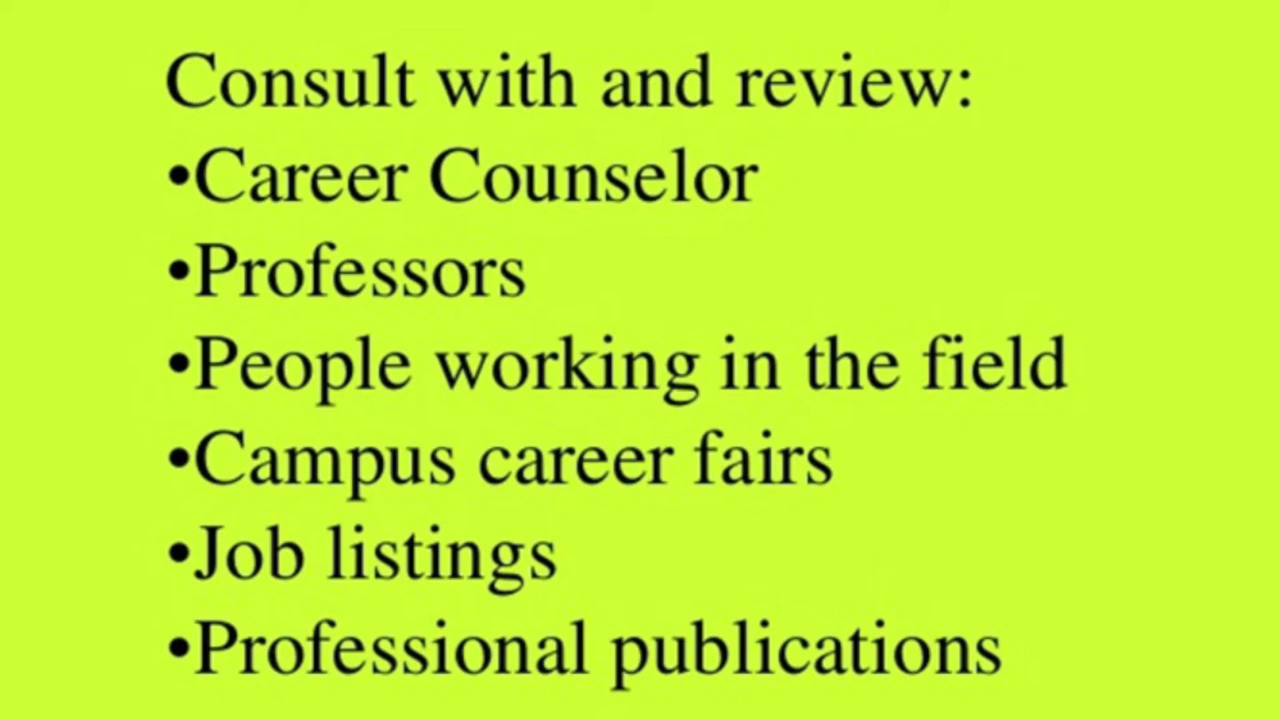 Consult with and review:
•Career Counselor
•Professors
•People working in the field
•Campus career fairs
•Job listings
•Professional publications